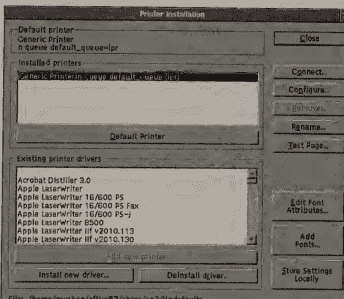 Printer Installation
Default printer
Generic Printer
n queue default_queue=lpr
Close
Installed printers
Generic Printer
Connect...
Configure...
Remove...
Rename...
Test Page...
Default Printer
Existing printer drivers
Acrobat Distiller 3.0
Apple LaserWriter
Apple LaserWriter 16/600 PS
Apple LaserWriter 16/600 PS Fax
Apple LaserWriter 16/600 PS-J
Apple LaserWriter 8500
Apple LaserWriter IIf v2010.113
Apple LaserWriter IIf v2010.130
Edit Font
Attributes...
Add
Fonts...
Add new printer
Install new driver...
Deinstall driver...
Store Settings
Locally